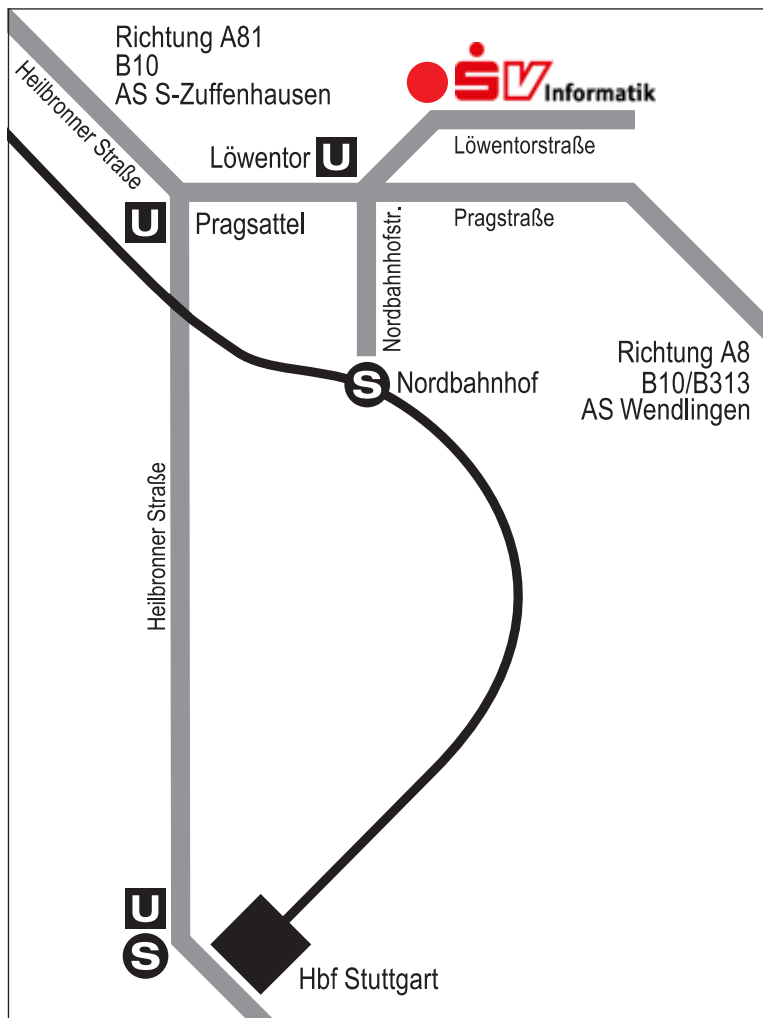 Richtung A81
B10
AS S-Zuffenhausen
Heilbronner Straße
SV Informatik
Löwentor U
Löwentorstraße
U Pragsattel
Nordbahnhofstr.
Pragstraße
Richtung A8
B10/B313
AS Wendlingen
S Nordbahnhof
Heilbronner Straße
U
S
Hbf Stuttgart